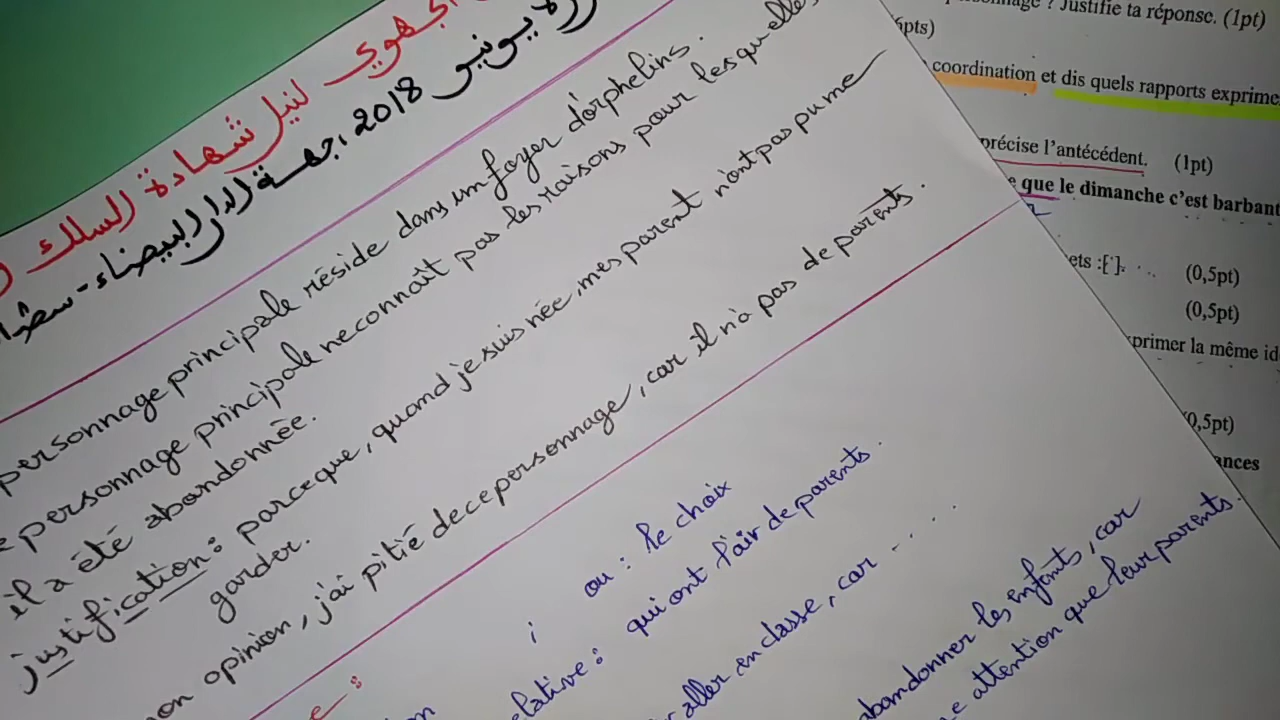 الجهوي لنيل شهادة السلك
يونيو 2018، جهة الدار البيضاء - سطات
personnage principale réside dans un foyer d'orphelins.
personnage principale ne connaît pas les raisons pour lesquelles
il a été abandonnée.
justification: parce que, quand je suis née, mes parent n'ont pas pu me
garder.
mon opinion, j'ai pitié de ce personnage, car il n'a pas de parents.
ou : le choix
relative : qui ont l'air de parents.
aller en classe, car ....
abandonner les enfants, car
attention que leur parents.
? Justifie ta réponse. (1pt)
pts)
coordination et dis quels rapports exprime
précise l'antécédent. (1pt)
que le dimanche c'est barbant
ets :[ ]. (0,5pt)
(0,5pt)
primer la même id
0,5pt)
ances